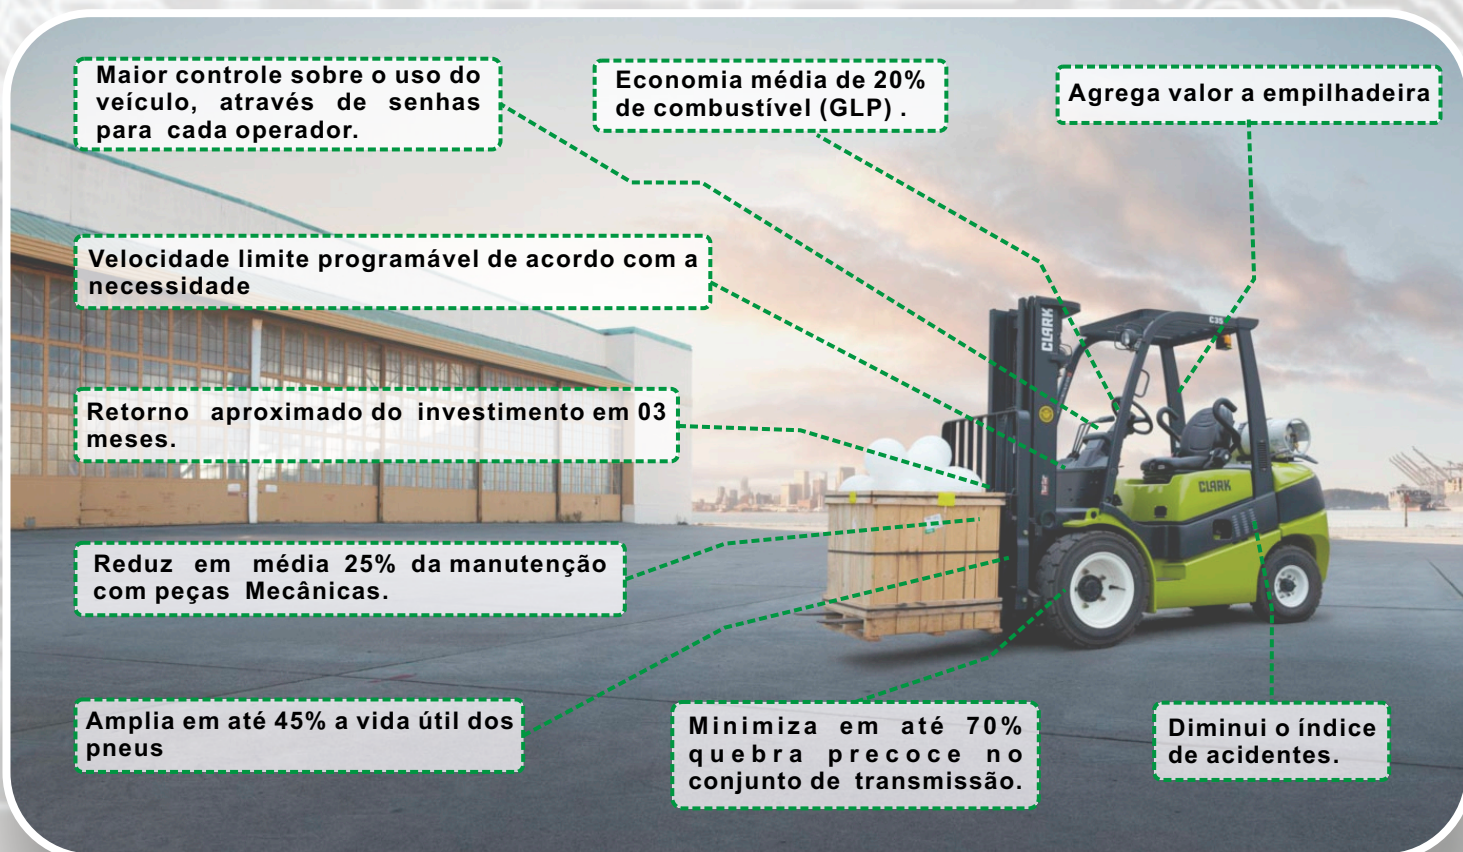 Maior controle sobre o uso do
veículo, através de senhas
para cada operador.
Economia média de 20%
de combustível (GLP) .
Agrega valor a empilhadeira
Velocidade limite programável de acordo com a
necessidade
Retorno aproximado do investimento em 03
meses.
Reduz em média 25% da manutenção
com peças Mecânicas.
Amplia em até 45% a vida útil dos
pneus
Minimiza em até 70%
quebra precoce no
conjunto de transmissão.
Diminui o índice
de acidentes.
CLARK
C35
CLARK